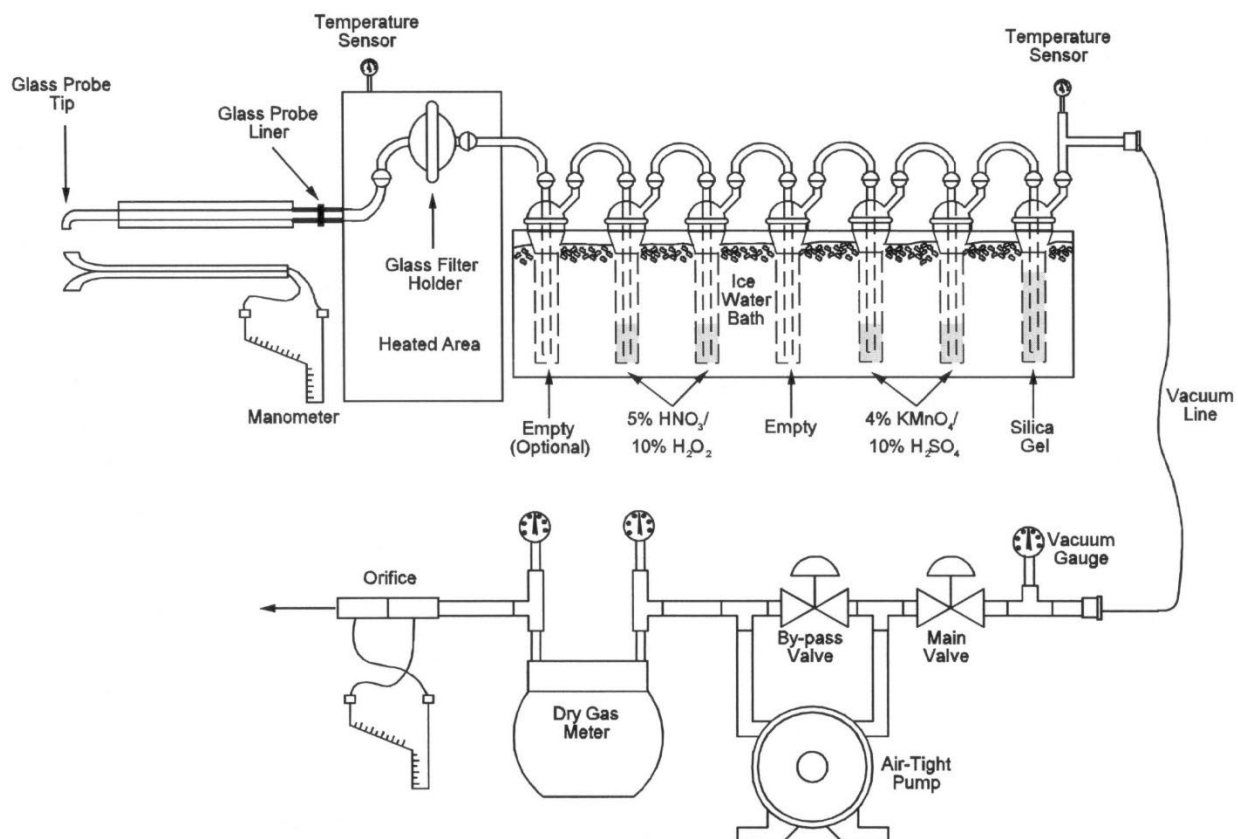 Temperature
Sensor
Temperature
Sensor
Glass Probe
Tip
Glass Probe
Liner
Glass Filter
Holder
Heated Area
Ice
Water
Bath
Manometer
Empty
(Optional)
5% HNO₃/
10% H₂O₂
Empty
4% KMnO₄/
10% H₂SO₄
Silica
Gel
Vacuum
Line
Vacuum
Gauge
Orifice
By-pass
Valve
Main
Valve
Dry Gas
Meter
Air-Tight
Pump